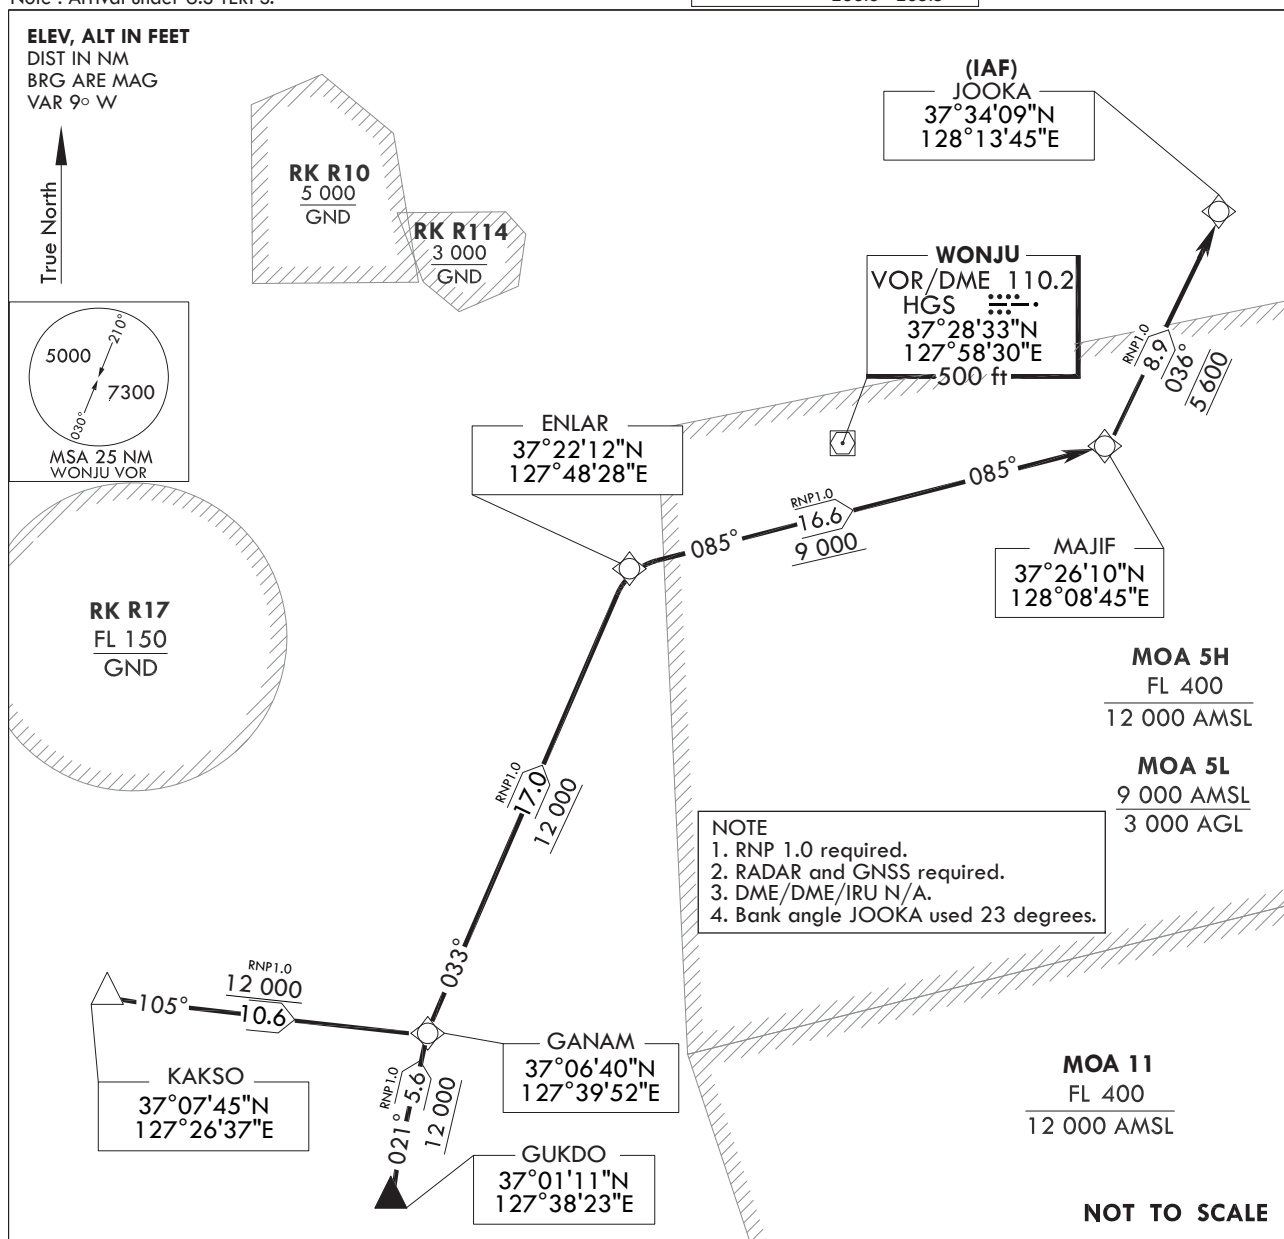 Note : Arrival under U.S TERPS.
ELEV, ALT IN FEET
DIST IN NM
BRG ARE MAG
VAR 9° W
True North
RK R10
5 000
GND
RK R114
3 000
GND
(IAF)
JOOKA
37°34'09"N
128°13'45"E
WONJU
VOR/DME 110.2
HGS
37°28'33"N
127°58'30"E
500 ft
5000
210°
7300
030°
MSA 25 NM
WONJU VOR
RNP1.0
8.9
036°
5 600
ENLAR
37°22'12"N
127°48'28"E
085°
RNP1.0
16.6
9 000
085°
MAJIF
37°26'10"N
128°08'45"E
RK R17
FL 150
GND
MOA 5H
FL 400
12 000 AMSL
MOA 5L
9 000 AMSL
3 000 AGL
RNP1.0
17.0
12 000
NOTE
1. RNP 1.0 required.
2. RADAR and GNSS required.
3. DME/DME/IRU N/A.
4. Bank angle JOOKA used 23 degrees.
033°
105°
RNP1.0
12 000
10.6
KAKSO
37°07'45"N
127°26'37"E
GANAM
37°06'40"N
127°39'52"E
RNP1.0
5.6
021°
12 000
GUKDO
37°01'11"N
127°38'23"E
MOA 11
FL 400
12 000 AMSL
NOT TO SCALE